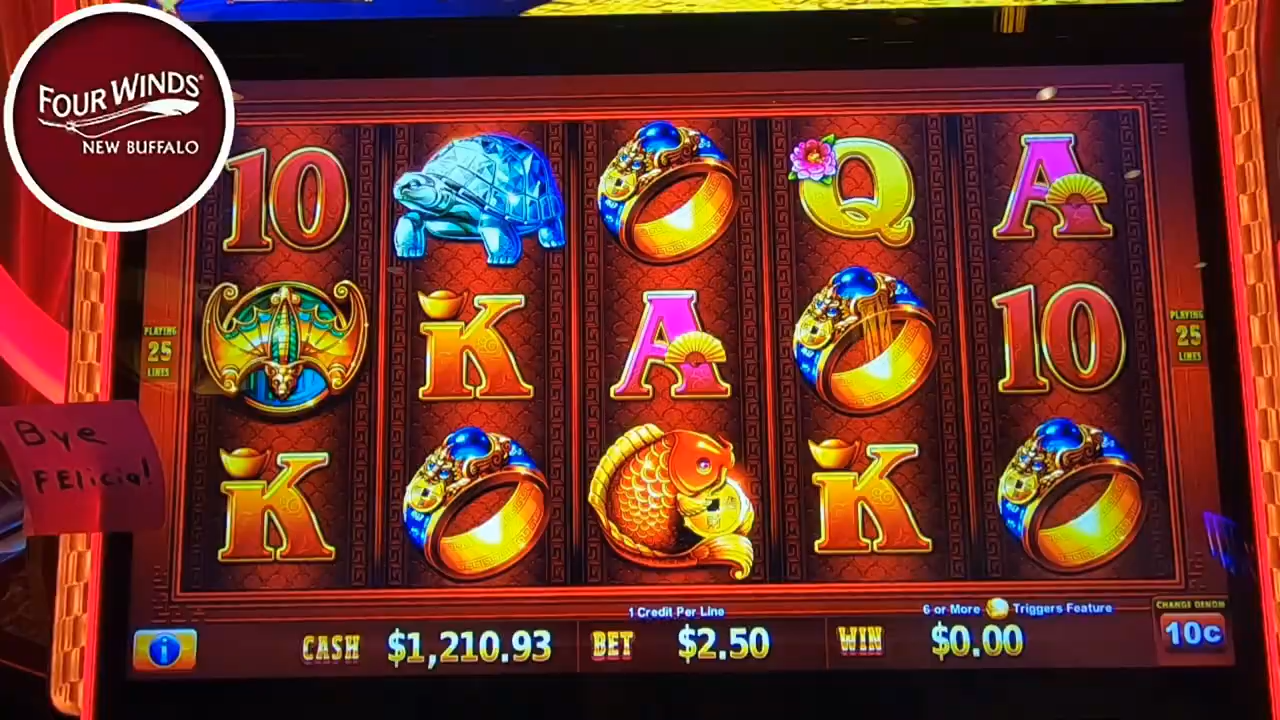 FOUR WINDS®
NEW BUFFALO
10
Q
A
K
A
10
K
K
PLAYING
25
LINES
PLAYING
25
LINES
Bye
FElicia!
1 Credit Per Line
6 or More Triggers Feature
CASH $1,210.93 BET $2.50 WIN $0.00
CHANGE DENOM
10¢